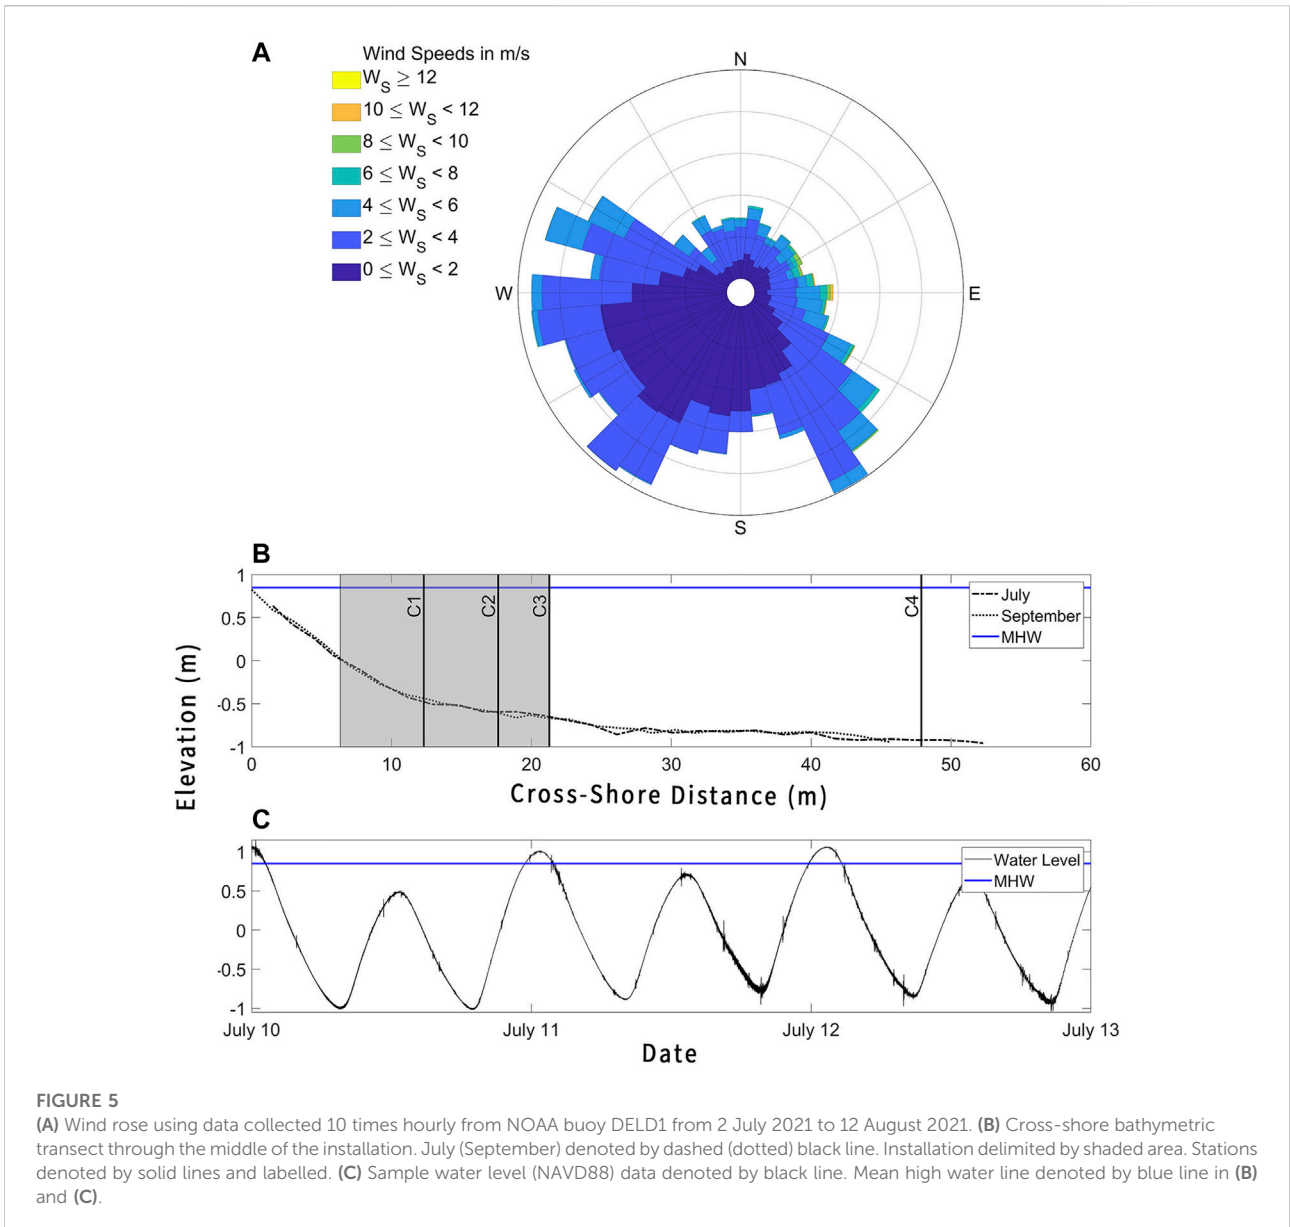 A
Wind Speeds in m/s
W_S ≥ 12
10 ≤ W_S < 12
8 ≤ W_S < 10
6 ≤ W_S < 8
4 ≤ W_S < 6
2 ≤ W_S < 4
0 ≤ W_S < 2
N
W
E
S
B
1
0.5
0
-0.5
-1
C1
C2
C3
C4
July
September
MHW
0
10
20
30
40
50
60
Elevation (m)
Cross-Shore Distance (m)
C
1
0.5
0
-0.5
-1
Water Level
MHW
July 10
July 11
July 12
July 13
Date
FIGURE 5
(A) Wind rose using data collected 10 times hourly from NOAA buoy DELD1 from 2 July 2021 to 12 August 2021. (B) Cross-shore bathymetric
transect through the middle of the installation. July (September) denoted by dashed (dotted) black line. Installation delimited by shaded area. Stations
denoted by solid lines and labelled. (C) Sample water level (NAVD88) data denoted by black line. Mean high water line denoted by blue line in (B)
and (C).